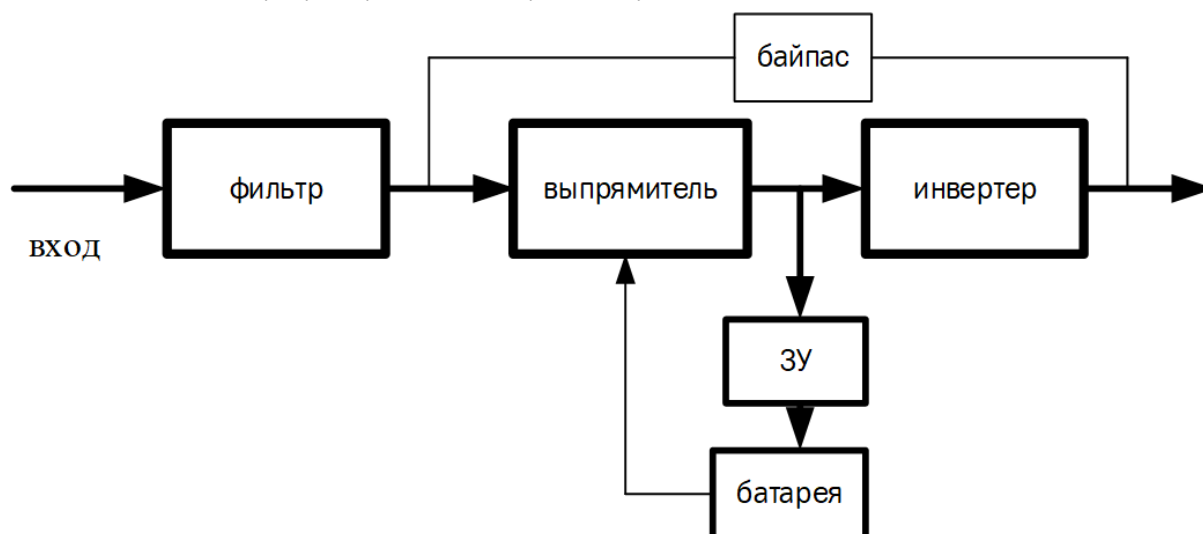 байпас
фильтр
выпрямитель
инвертер
вход
ЗУ
батарея